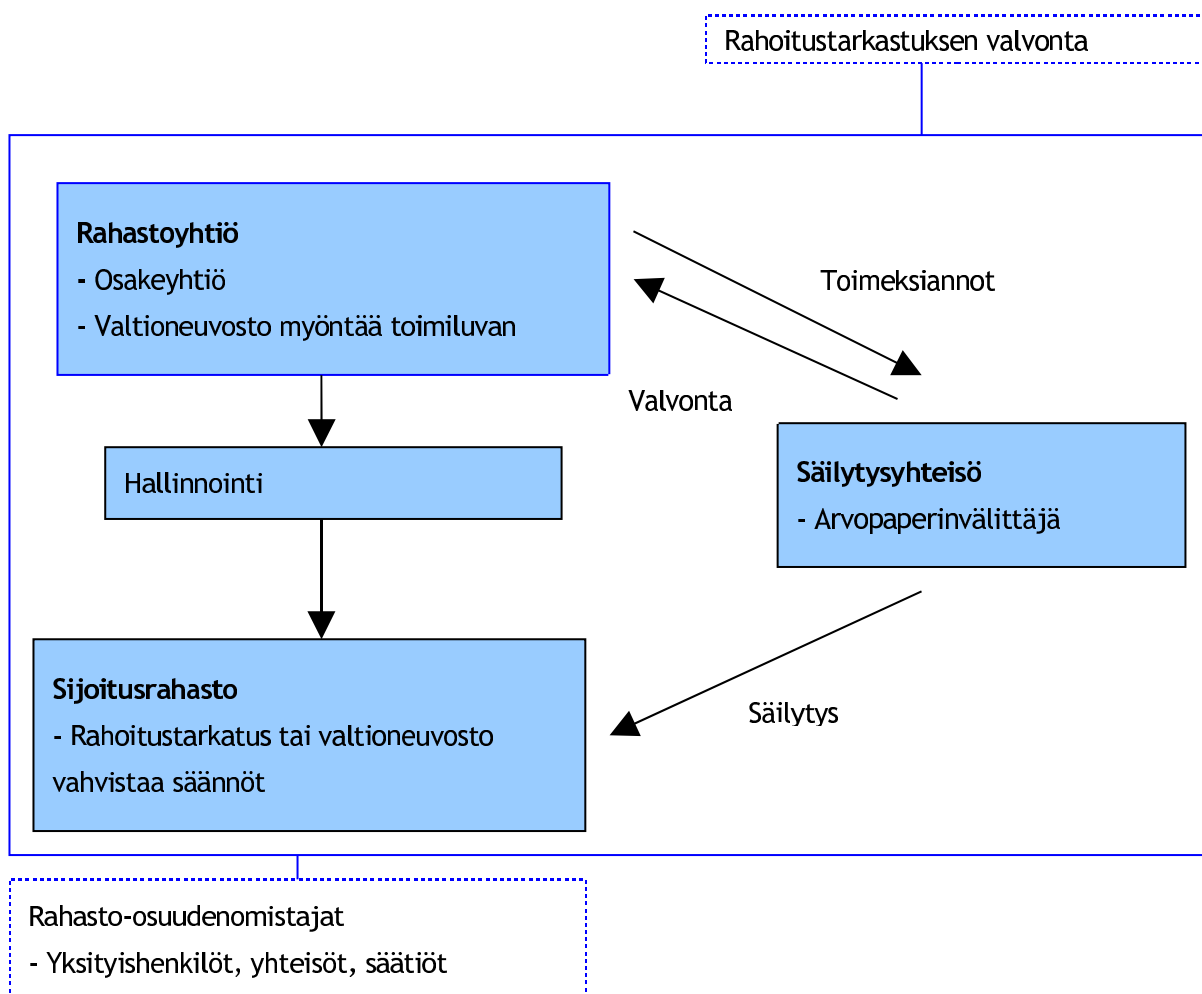 Rahoitustarkastuksen valvonta
Rahastoyhtiö
- Osakeyhtiö
- Valtioneuvosto myöntää toimiluvan
Toimeksiannot
Valvonta
Hallinnointi
Säilytysyhteisö
- Arvopaperinvälittäjä
Sijoitusrahasto
- Rahoitustarkatus tai valtioneuvosto
vahvistaa säännöt
Säilytys
Rahasto-osuudenomistajat
- Yksityishenkilöt, yhteisöt, säätiöt